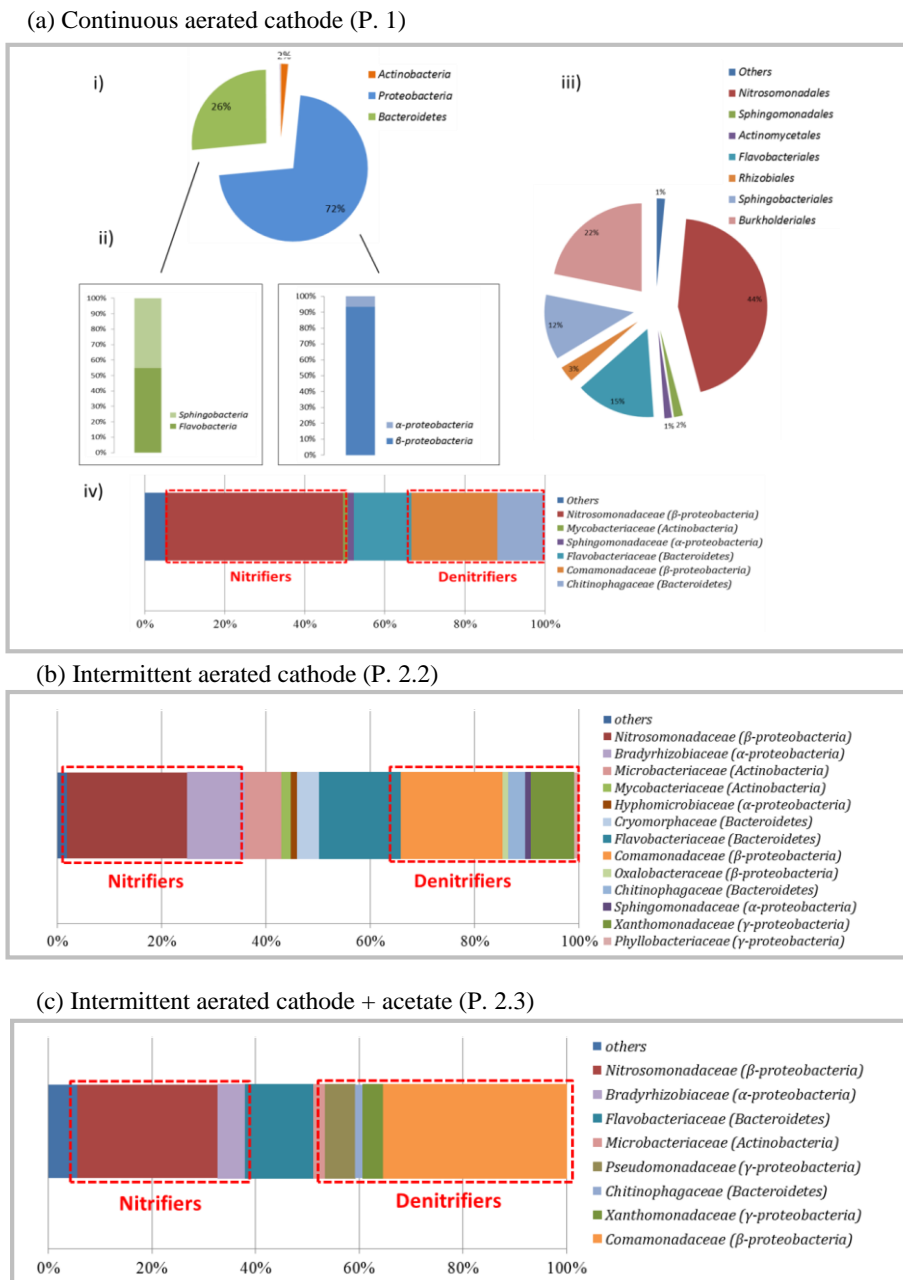 (a) Continuous aerated cathode (P. 1)
i)
2%
26%
72%
Actinobacteria
Proteobacteria
Bacteroidetes
iii)
Others
Nitrosomonadales
Sphingomonadales
Actinomycetales
Flavobacteriales
Rhizobiales
Sphingobacteriales
Burkholderiales
1%
22%
44%
12%
3%
15%
1%
2%
ii)
100%
90%
80%
70%
60%
50%
40%
30%
20%
10%
0%
Sphingobacteria
Flavobacteria
100%
90%
80%
70%
60%
50%
40%
30%
20%
10%
0%
α-proteobacteria
β-proteobacteria
iv)
Nitrifiers
Denitrifiers
0%
20%
40%
60%
80%
100%
Others
Nitrosomonadaceae (β-proteobacteria)
Mycobacteriaceae (Actinobacteria)
Sphingomonadaceae (α-proteobacteria)
Flavobacteriaceae (Bacteroidetes)
Comamonadaceae (β-proteobacteria)
Chitinophagaceae (Bacteroidetes)
(b) Intermittent aerated cathode (P. 2.2)
Nitrifiers
Denitrifiers
0%
20%
40%
60%
80%
100%
others
Nitrosomonadaceae (β-proteobacteria)
Bradyrhizobiaceae (α-proteobacteria)
Microbacteriaceae (Actinobacteria)
Mycobacteriaceae (Actinobacteria)
Hyphomicrobiaceae (α-proteobacteria)
Cryomorphaceae (Bacteroidetes)
Flavobacteriaceae (Bacteroidetes)
Comamonadaceae (β-proteobacteria)
Oxalobacteraceae (β-proteobacteria)
Chitinophagaceae (Bacteroidetes)
Sphingomonadaceae (α-proteobacteria)
Xanthomonadaceae (γ-proteobacteria)
Phyllobacteriaceae (γ-proteobacteria)
(c) Intermittent aerated cathode + acetate (P. 2.3)
Nitrifiers
Denitrifiers
0%
20%
40%
60%
80%
100%
others
Nitrosomonadaceae (β-proteobacteria)
Bradyrhizobiaceae (α-proteobacteria)
Flavobacteriaceae (Bacteroidetes)
Microbacteriaceae (Actinobacteria)
Pseudomonadaceae (γ-proteobacteria)
Chitinophagaceae (Bacteroidetes)
Xanthomonadaceae (γ-proteobacteria)
Comamonadaceae (β-proteobacteria)